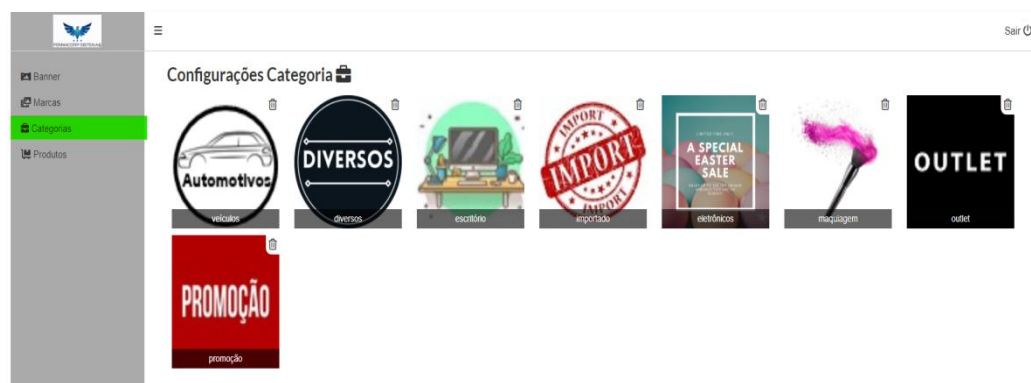 Sair
Banner
Marcas
Categorias
Produtos
Configurações Categoria
Automotivos
veículos
DIVERSOS
diversos
escritório
IMPORT
IMPORT
IMPORT
importado
A SPECIAL
EASTER
SALE
eletrônicos
maquiagem
OUTLET
outlet
PROMOÇÃO
promoção